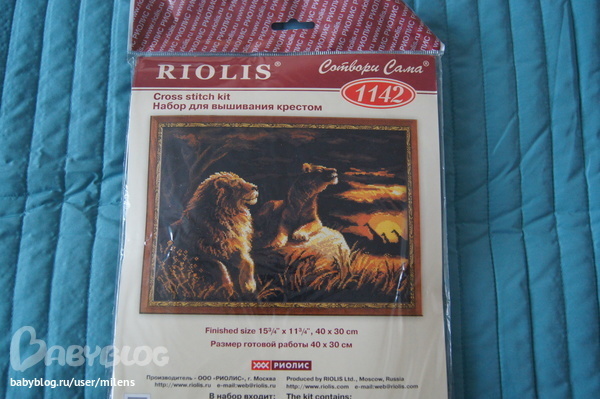 РИОЛИС
RIOLIS®
Сотвори Сама®
1142
Cross stitch kit
Набор для вышивания крестом
Finished size 15¾" x 11¾", 40 x 30 cm
Размер готовой работы 40 x 30 см
РИОЛИС
Производитель - ООО «РИОЛИС», г. Москва
http://www.riolis.ru e-mail:web@riolis.ru
Produced by RIOLIS Ltd., Moscow, Russia
http://www.riolis.com e-mail:web@riolis.com
В набор входит:
The kit contains:
BABYBLOG
babyblog.ru/user/milens